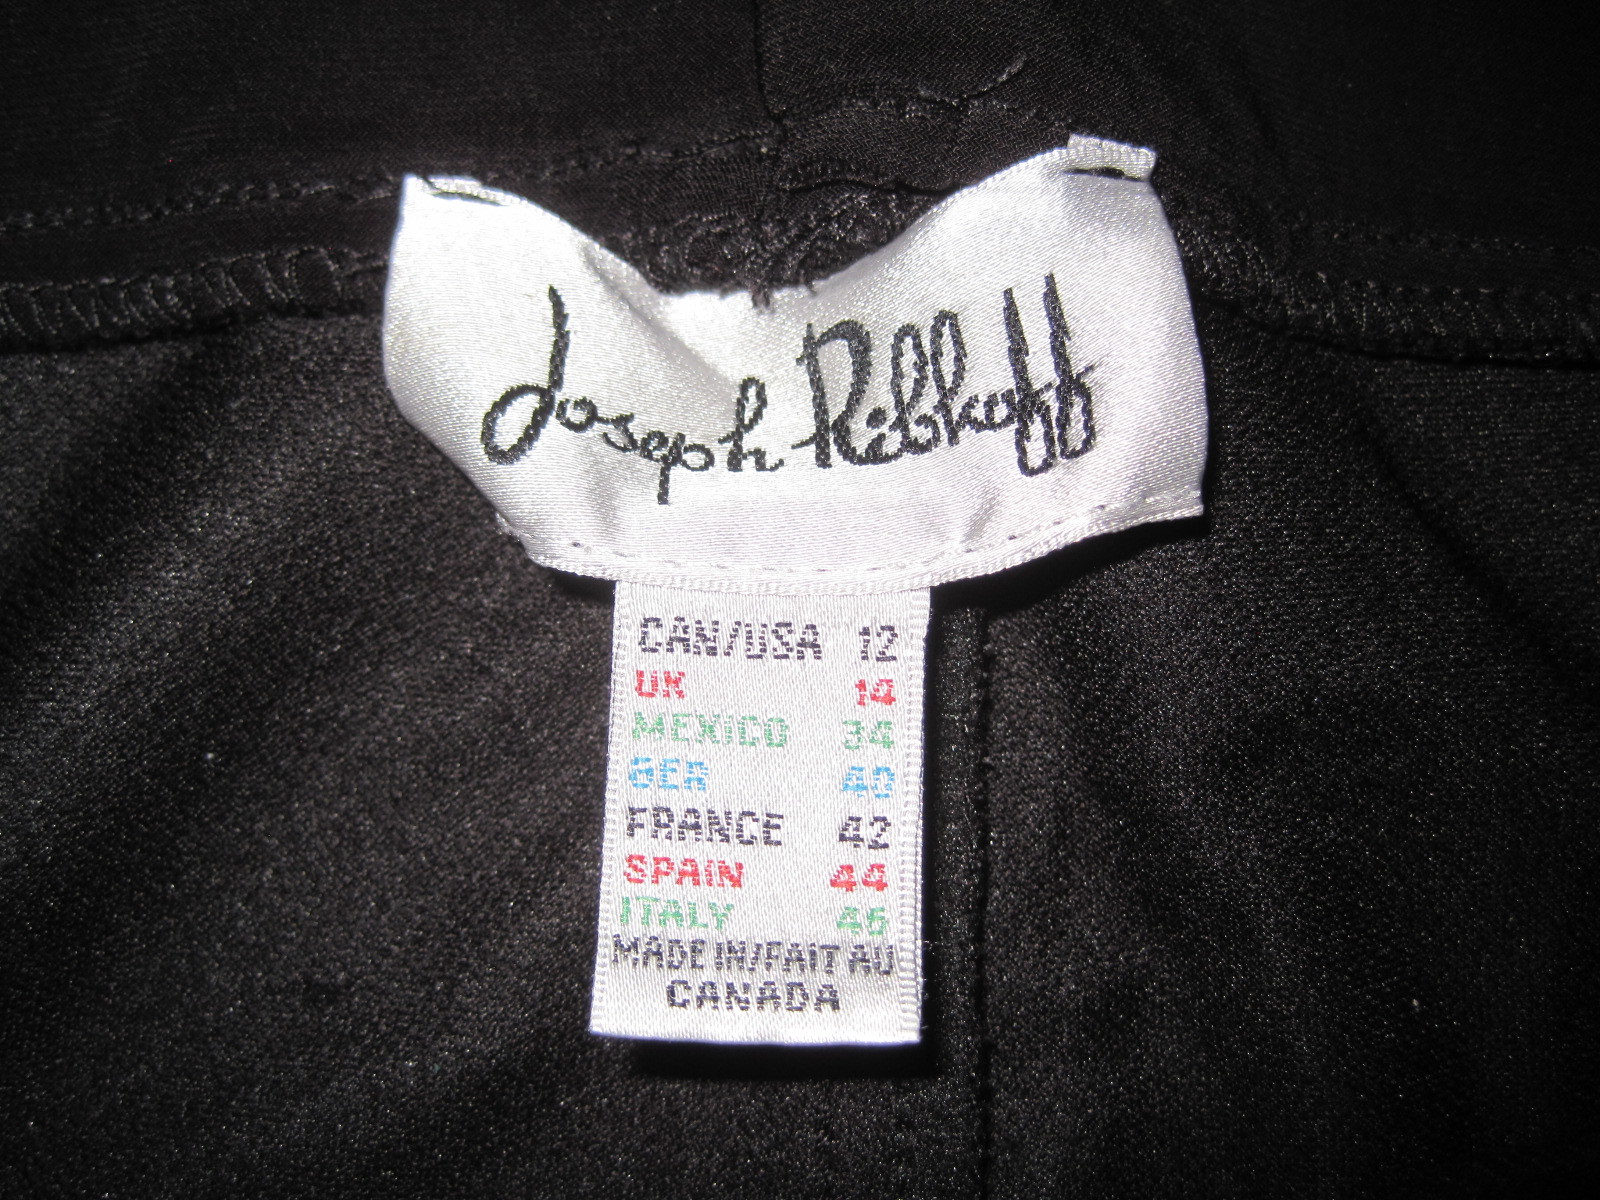 Joseph Ribkoff
CAN/USA 12
UK 14
MEXICO 34
GER 40
FRANCE 42
SPAIN 44
ITALY 46
MADE IN/FAIT AU
CANADA